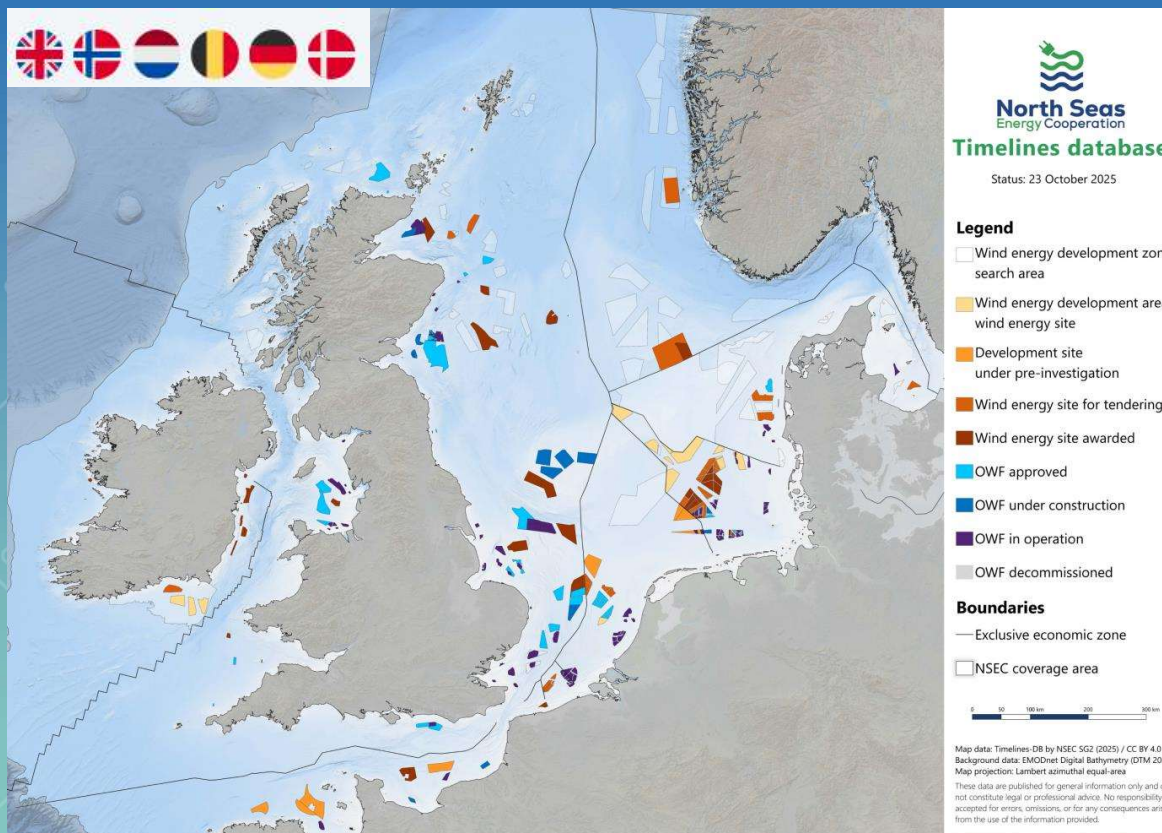 North Seas
Energy Cooperation
Timelines database
Status: 23 October 2025
Legend
Wind energy development zon
search area
Wind energy development are
wind energy site
Development site
under pre-investigation
Wind energy site for tendering
Wind energy site awarded
OWF approved
OWF under construction
OWF in operation
OWF decommissioned
Boundaries
Exclusive economic zone
NSEC coverage area
0 50 100 km 200 300 km
Map data: Timelines-DB by NSEC SG2 (2025) / CC BY 4.0
Background data: EMODnet Digital Bathymetry (DTM 20
Map projection: Lambert azimuthal equal-area
These data are published for general information only and
not constitute legal or professional advice. No responsibility
accepted for errors, omissions, or for any consequences aris
from the use of the information provided.